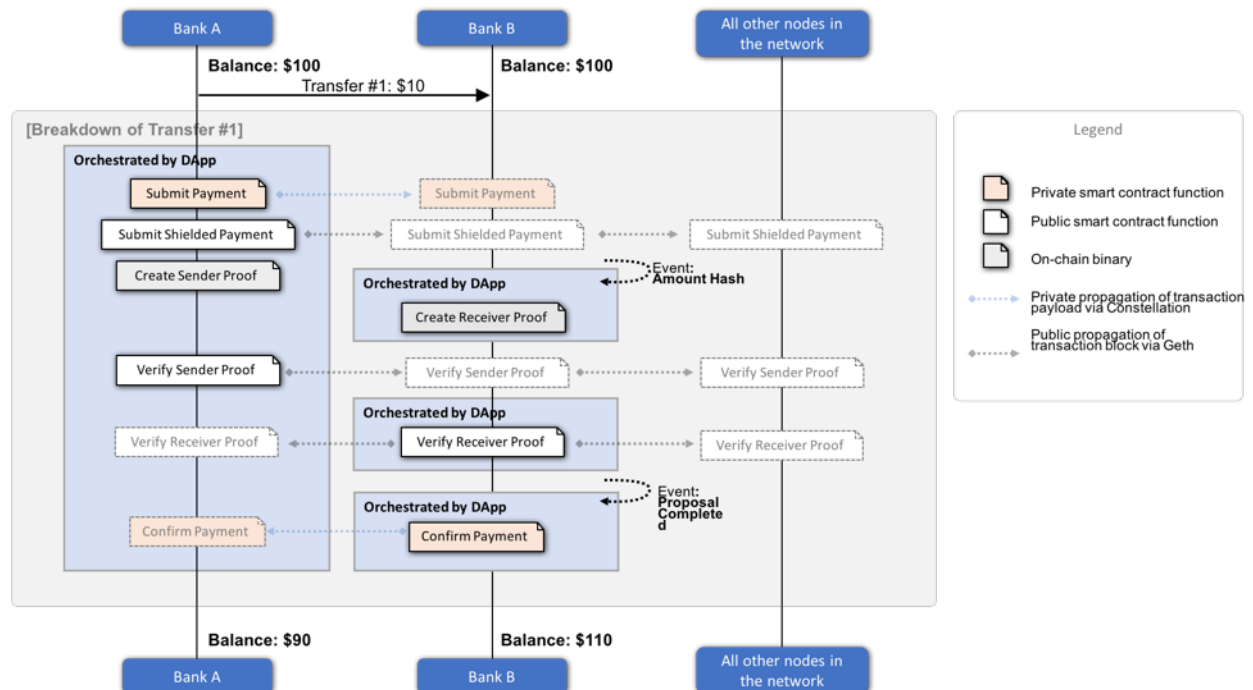 Bank A
Bank B
All other nodes in
the network
Balance: $100
Balance: $100
Transfer #1: $10
[Breakdown of Transfer #1]
Orchestrated by DApp
Submit Payment
Submit Payment
Submit Shielded Payment
Submit Shielded Payment
Submit Shielded Payment
Create Sender Proof
Event:
Amount Hash
Orchestrated by DApp
Create Receiver Proof
Verify Sender Proof
Verify Sender Proof
Verify Sender Proof
Orchestrated by DApp
Verify Receiver Proof
Verify Receiver Proof
Verify Receiver Proof
Event:
Proposal
Complete
d
Orchestrated by DApp
Confirm Payment
Confirm Payment
Balance: $90
Balance: $110
Bank A
Bank B
All other nodes in
the network
Legend
Private smart contract function
Public smart contract function
On-chain binary
Private propagation of transaction
payload via Constellation
Public propagation of
transaction block via Geth